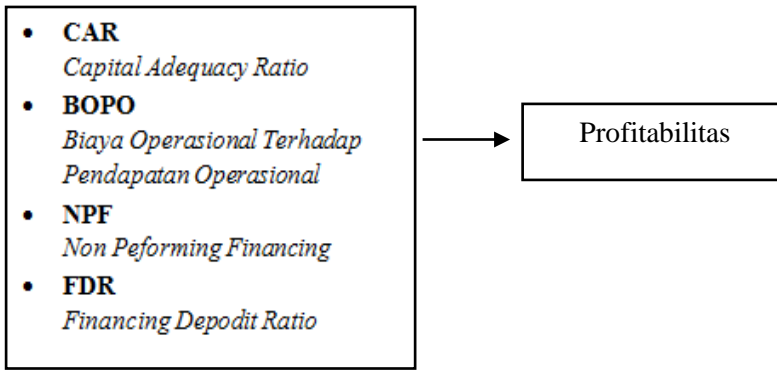 • CAR
Capital Adequacy Ratio
• BOPO
Biaya Operasional Terhadap
Pendapatan Operasional
• NPF
Non Peforming Financing
• FDR
Financing Depodit Ratio
Profitabilitas